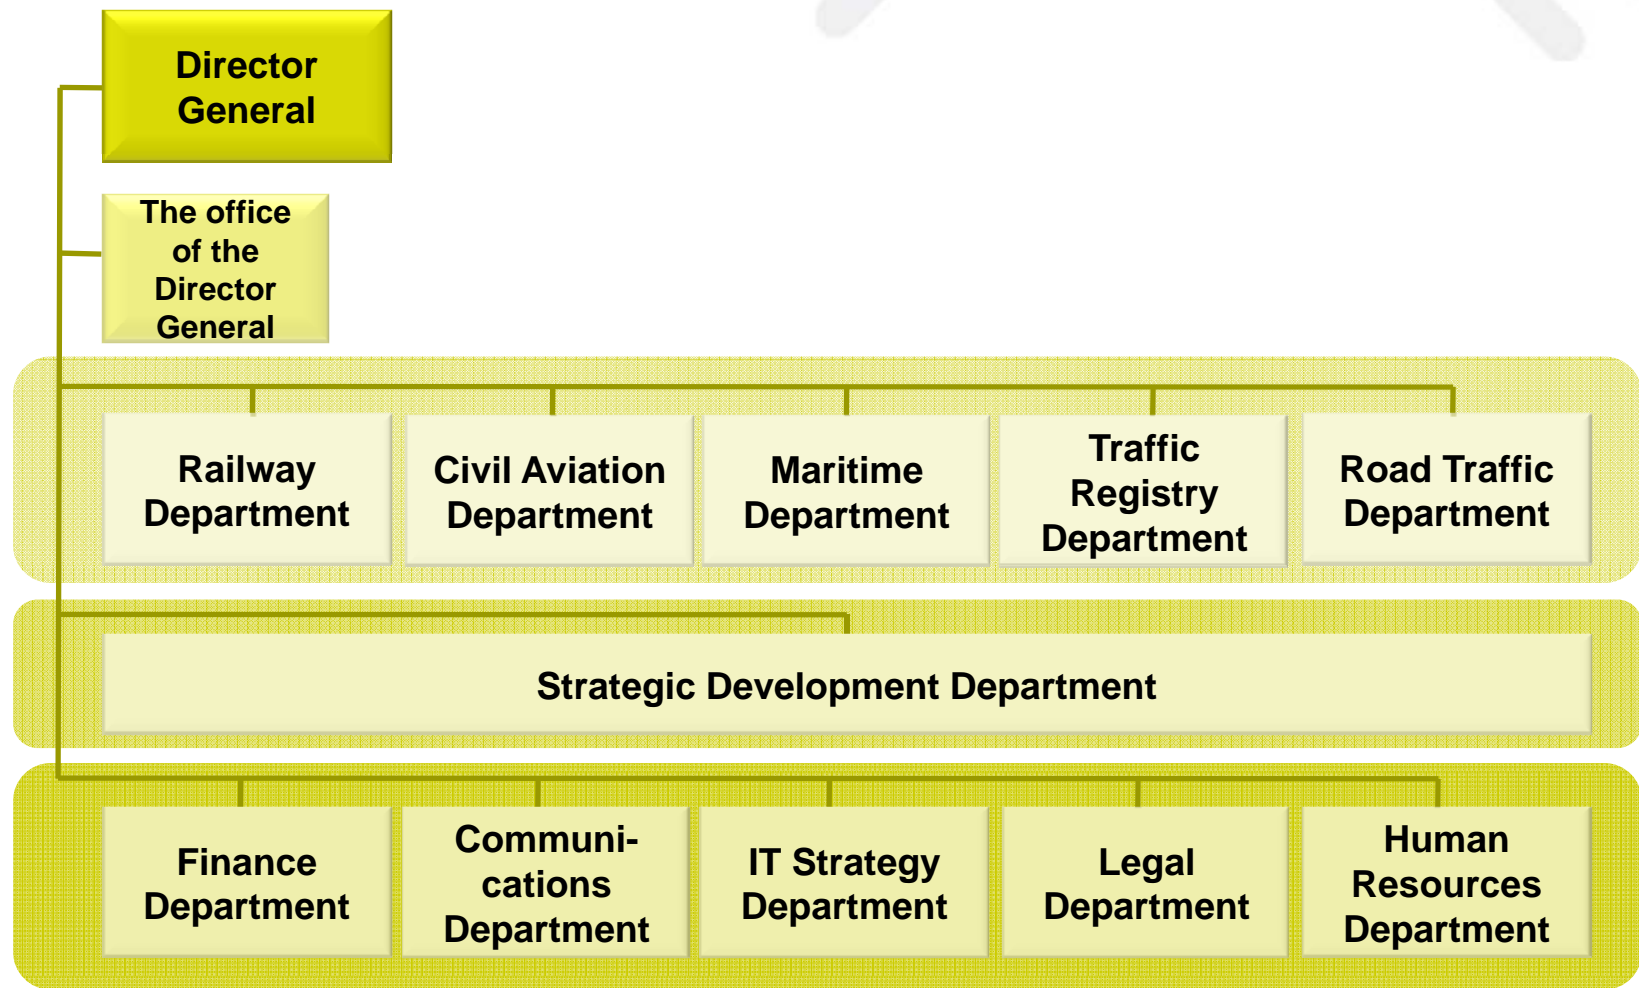 Director
General
The office
of the
Director
General
Railway
Department
Civil Aviation
Department
Maritime
Department
Traffic
Registry
Department
Road Traffic
Department
Strategic Development Department
Finance
Department
Communi-
cations
Department
IT Strategy
Department
Legal
Department
Human
Resources
Department